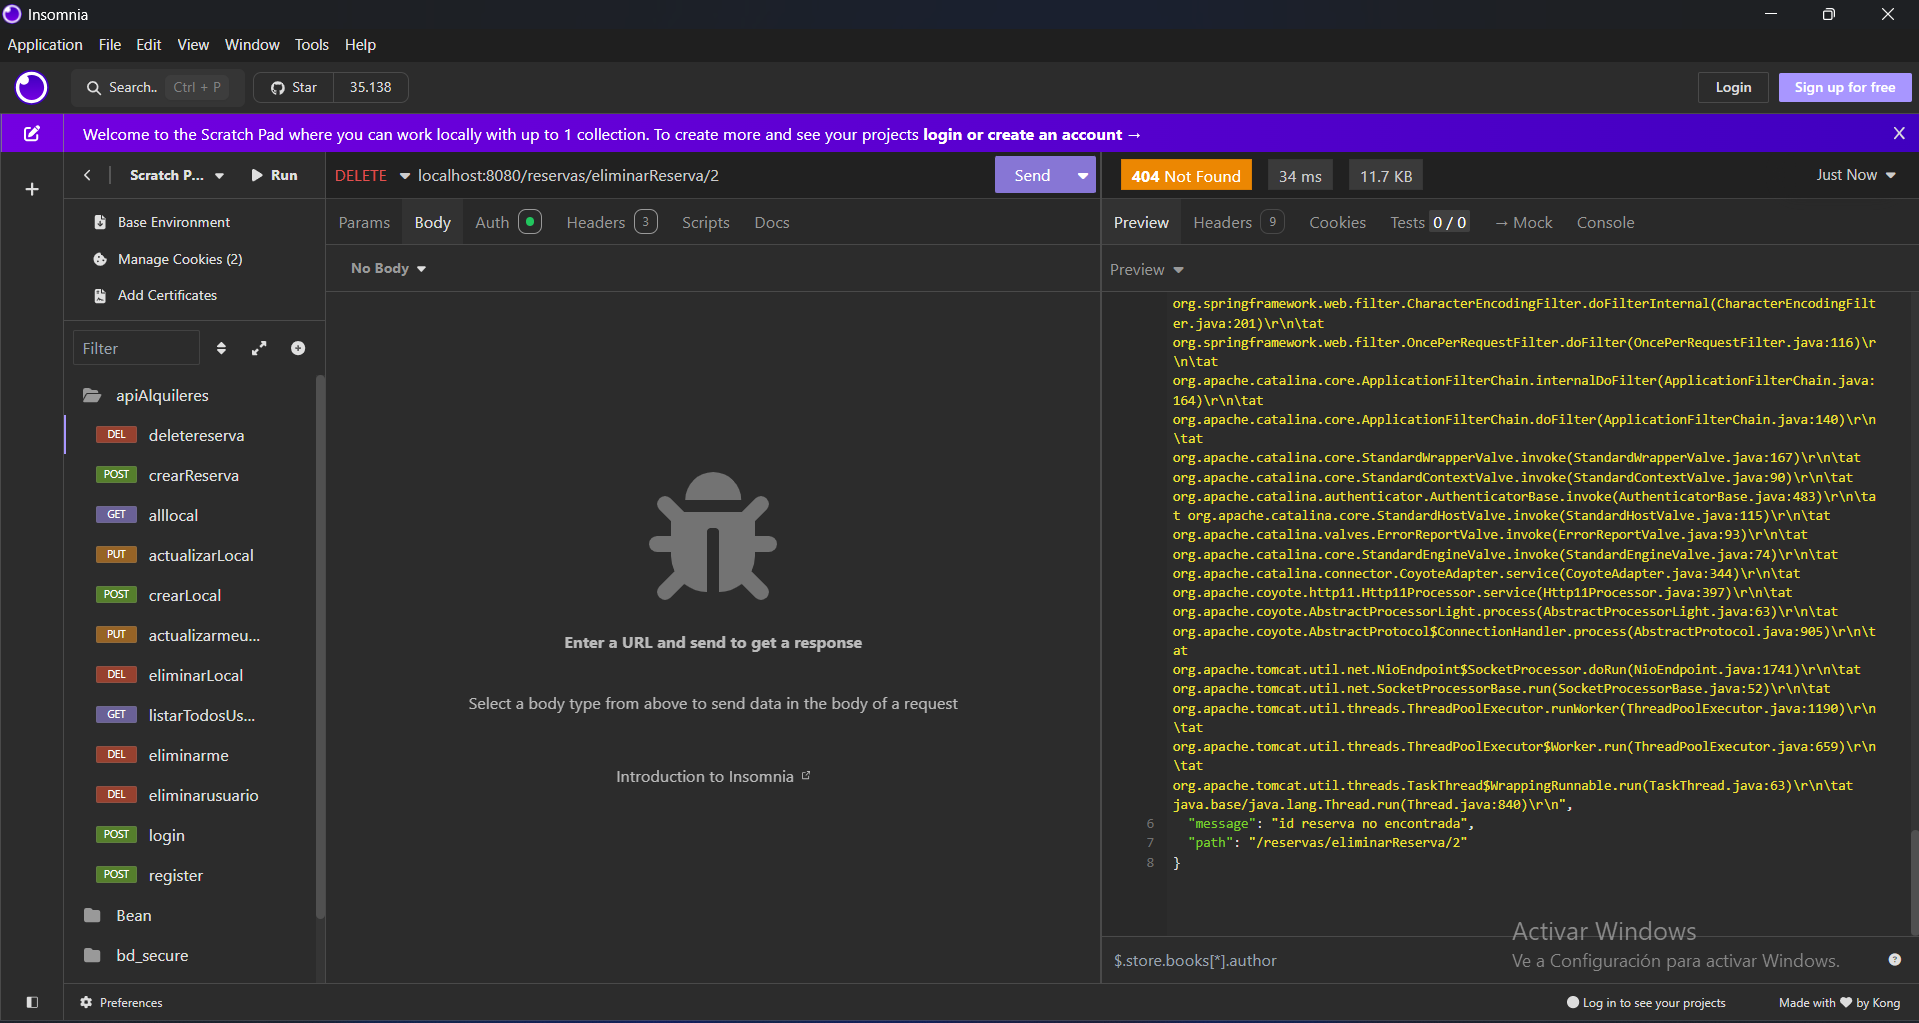 Insomnia
Application File Edit View Window Tools Help
Search.. Ctrl + P Star 35.138 Login Sign up for free
Welcome to the Scratch Pad where you can work locally with up to 1 collection. To create more and see your projects login or create an account → X
Scratch P... Run
DELETE localhost:8080/reservas/eliminarReserva/2 Send
404 Not Found 34 ms 11.7 KB Just Now
Base Environment
Manage Cookies (2)
Add Certificates
Filter
apiAlquileres
DEL deletereserva
POST crearReserva
GET alllocal
PUT actualizarLocal
POST crearLocal
PUT actualizarmeu...
DEL eliminarLocal
GET listarTodosUs...
DEL eliminarme
DEL eliminarusuario
POST login
POST register
Bean
bd_secure
Params Body Auth Headers 3 Scripts Docs
No Body
Enter a URL and send to get a response
Select a body type from above to send data in the body of a request
Introduction to Insomnia
Preview Headers 9 Cookies Tests 0 / 0 → Mock Console
Preview
org.springframework.web.filter.CharacterEncodingFilter.doFilterInternal(CharacterEncodingFilt
er.java:201)\r\n\tat
org.springframework.web.filter.OncePerRequestFilter.doFilter(OncePerRequestFilter.java:116)\r
\n\tat
org.apache.catalina.core.ApplicationFilterChain.internalDoFilter(ApplicationFilterChain.java:
164)\r\n\tat
org.apache.catalina.core.ApplicationFilterChain.doFilter(ApplicationFilterChain.java:140)\r\n
\tat
org.apache.catalina.core.StandardWrapperValve.invoke(StandardWrapperValve.java:167)\r\n\tat
org.apache.catalina.core.StandardContextValve.invoke(StandardContextValve.java:90)\r\n\tat
org.apache.catalina.authenticator.AuthenticatorBase.invoke(AuthenticatorBase.java:483)\r\n\ta
t org.apache.catalina.core.StandardHostValve.invoke(StandardHostValve.java:115)\r\n\tat
org.apache.catalina.valves.ErrorReportValve.invoke(ErrorReportValve.java:93)\r\n\tat
org.apache.catalina.core.StandardEngineValve.invoke(StandardEngineValve.java:74)\r\n\tat
org.apache.catalina.connector.CoyoteAdapter.service(CoyoteAdapter.java:344)\r\n\tat
org.apache.coyote.http11.Http11Processor.service(Http11Processor.java:397)\r\n\tat
org.apache.coyote.AbstractProcessorLight.process(AbstractProcessorLight.java:63)\r\n\tat
org.apache.coyote.AbstractProtocol$ConnectionHandler.process(AbstractProtocol.java:905)\r\n\t
at
org.apache.tomcat.util.net.NioEndpoint$SocketProcessor.doRun(NioEndpoint.java:1741)\r\n\tat
org.apache.tomcat.util.net.SocketProcessorBase.run(SocketProcessorBase.java:52)\r\n\tat
org.apache.tomcat.util.threads.ThreadPoolExecutor.runWorker(ThreadPoolExecutor.java:1190)\r\n
\tat
org.apache.tomcat.util.threads.ThreadPoolExecutor$Worker.run(ThreadPoolExecutor.java:659)\r\n
\tat
org.apache.tomcat.util.threads.TaskThread$WrappingRunnable.run(TaskThread.java:63)\r\n\tat
java.base/java.lang.Thread.run(Thread.java:840)\r\n",
6 "message": "id reserva no encontrada",
7 "path": "/reservas/eliminarReserva/2"
8 }
Activar Windows
Ve a Configuración para activar Windows.
$.store.books[*].author
Preferences
Log in to see your projects
Made with by Kong